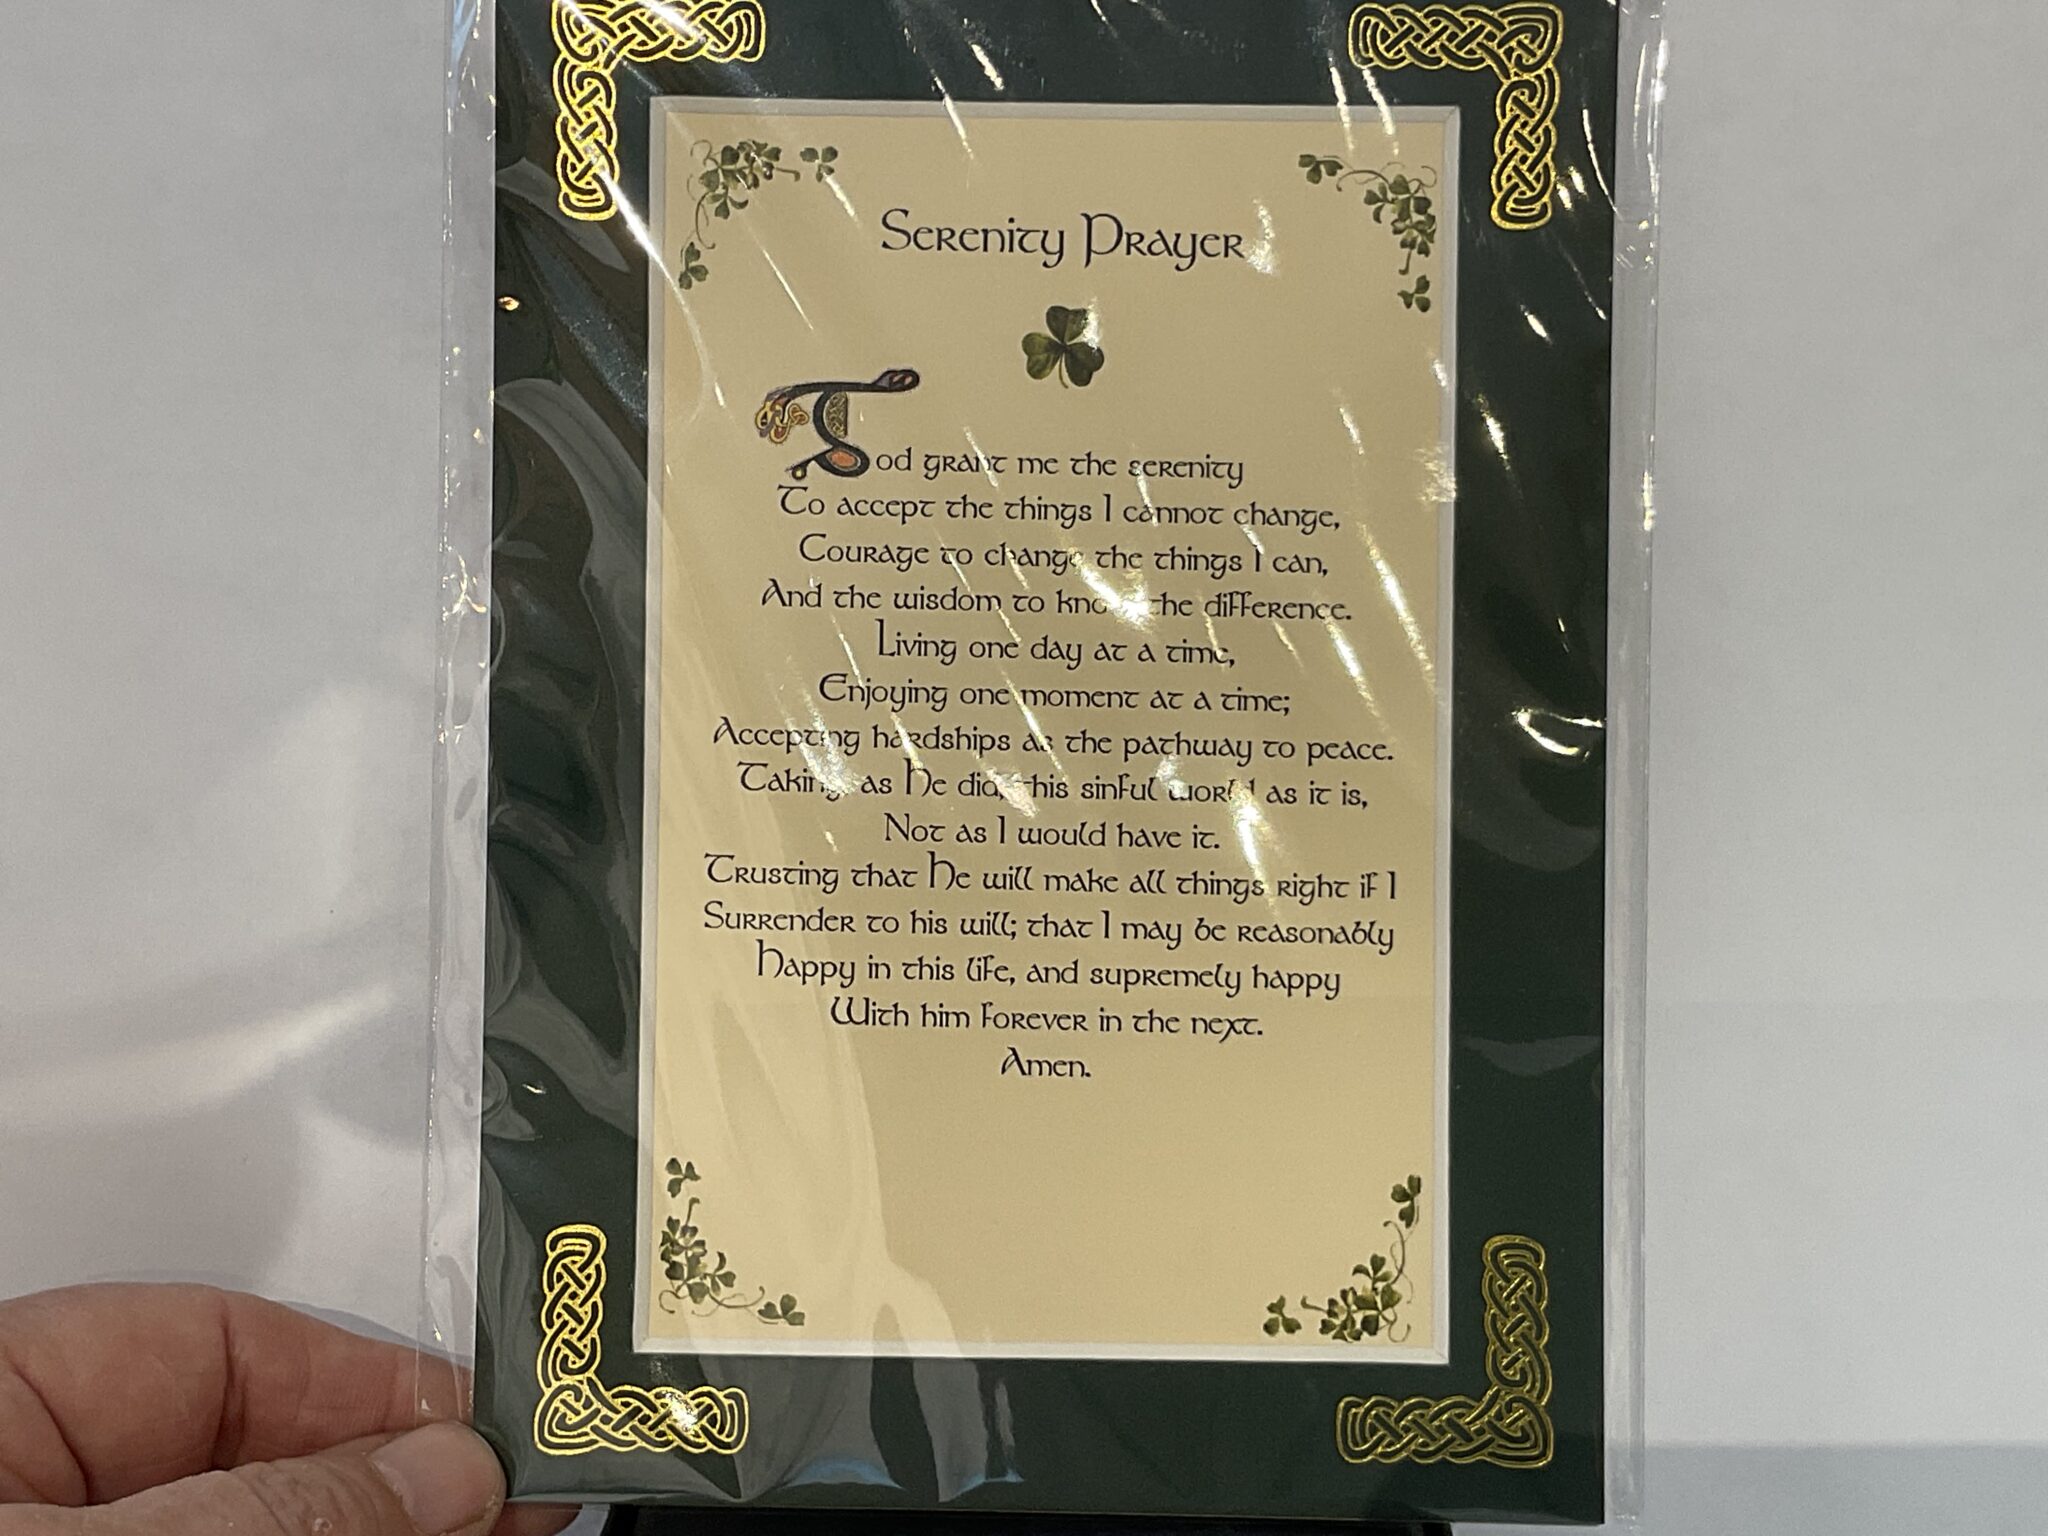 Serenity Prayer
God grant me the serenity
To accept the things I cannot change,
Courage to change the things I can,
And the wisdom to know the difference.
Living one day at a time,
Enjoying one moment at a time;
Accepting hardships as the pathway to peace.
Taking, as He did, this sinful world as it is,
Not as I would have it.
Trusting that He will make all things right if I
Surrender to his will; that I may be reasonably
Happy in this life, and supremely happy
With him forever in the next.
Amen.